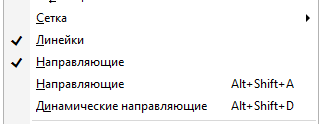 Сетка
Линейки
Направляющие
Направляющие Alt+Shift+A
Динамические направляющие Alt+Shift+D